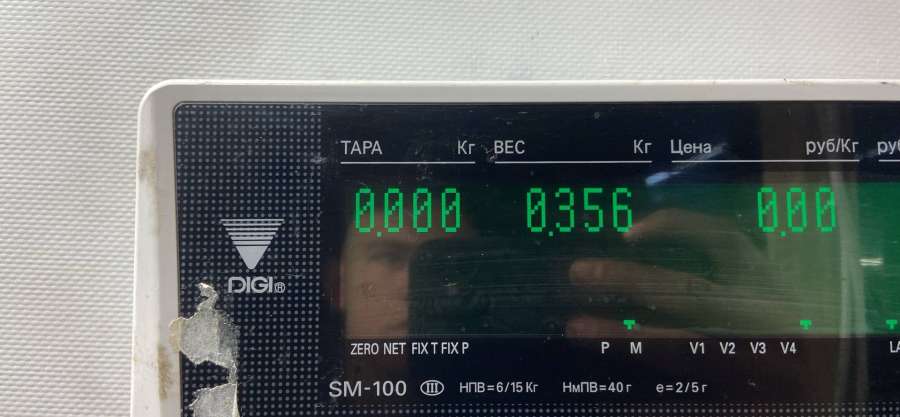 ТАРА Кг ВЕС Кг Цена руб/Кг
0.000 0.356 0.00
DIGI®
ZERO NET FIX T FIX P P M V1 V2 V3 V4
SM-100 III НПВ=6/15 Кг НмПВ=40 г e=2/5 г